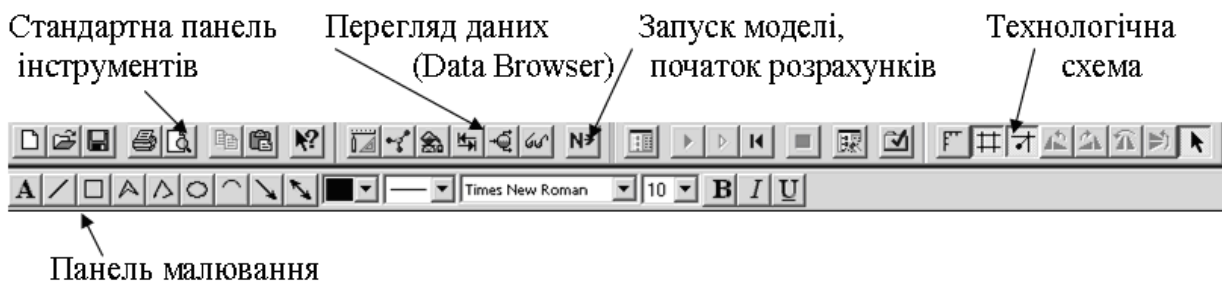 Стандартна панель інструментів
Перегляд даних (Data Browser)
Запуск моделі, початок розрахунків
Технологічна схема
N
A
Times New Roman
10
B I U
Панель малювання